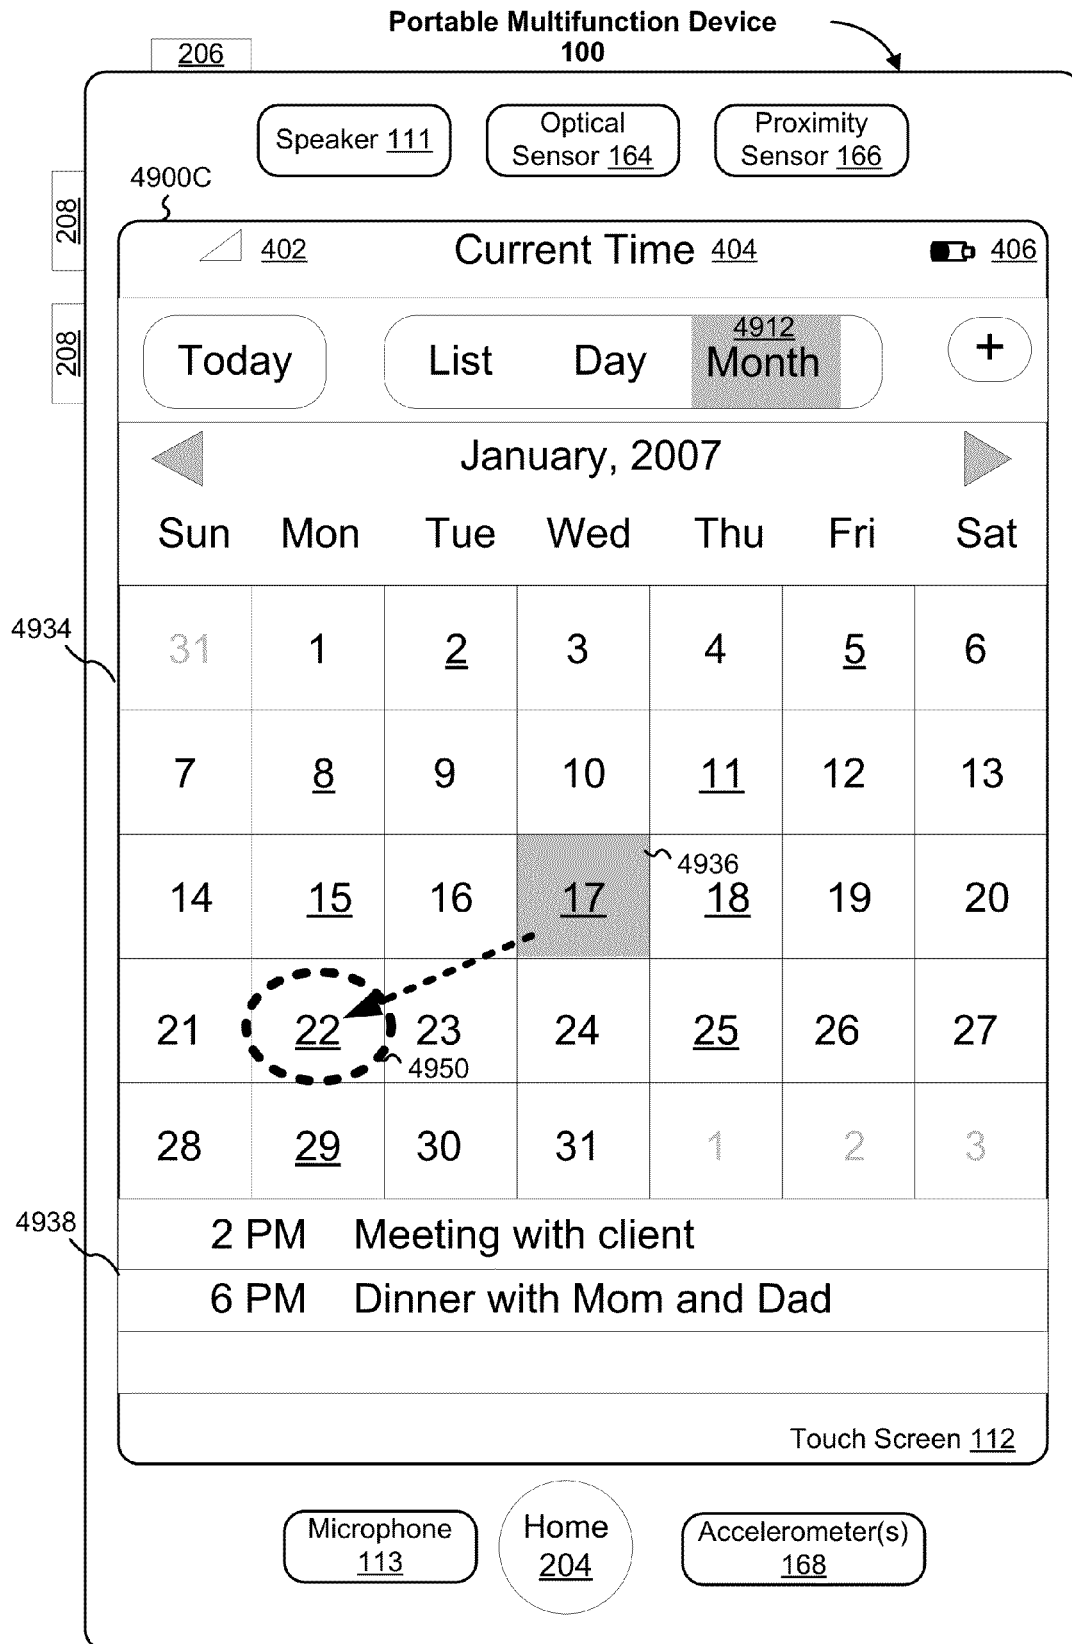 Portable Multifunction Device
100
206
Speaker 111
Optical
Sensor 164
Proximity
Sensor 166
4900C
208
208
402 Current Time 404 406
Today List Day 4912 Month +
January, 2007
Sun Mon Tue Wed Thu Fri Sat
4934
31 1 2 3 4 5 6
7 8 9 10 11 12 13
4936
14 15 16 17 18 19 20
21 22 23 24 25 26 27
4950
28 29 30 31 1 2 3
4938
2 PM Meeting with client
6 PM Dinner with Mom and Dad
Touch Screen 112
Microphone
113
Home
204
Accelerometer(s)
168